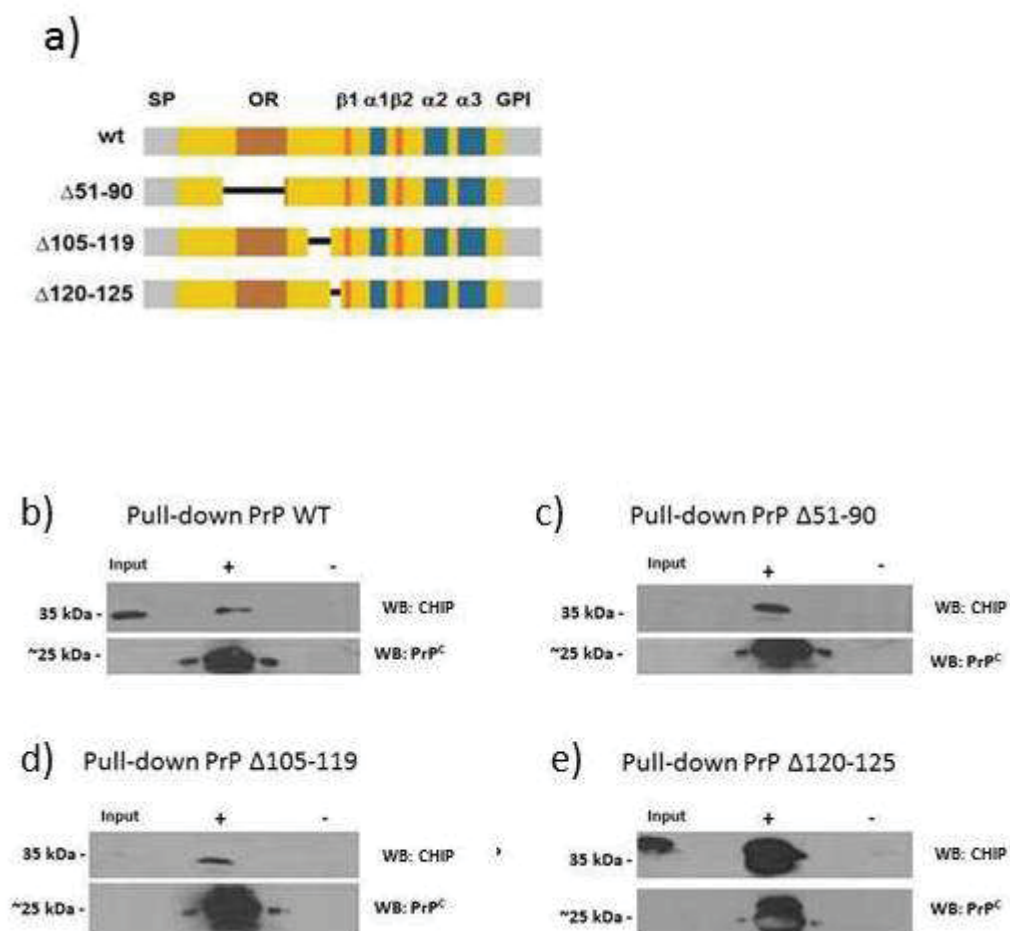 a)
SP OR β1 α1 β2 α2 α3 GPI
wt
Δ51-90
Δ105-119
Δ120-125
b) Pull-down PrP WT
Input + -
35 kDa - WB: CHIP
~25 kDa - WB: PrPᶜ
c) Pull-down PrP Δ51-90
Input + -
35 kDa - WB: CHIP
~25 kDa - WB: PrPᶜ
d) Pull-down PrP Δ105-119
Input + -
35 kDa - WB: CHIP
~25 kDa - WB: PrPᶜ
e) Pull-down PrP Δ120-125
Input + -
35 kDa - WB: CHIP
~25 kDa - WB: PrPᶜ